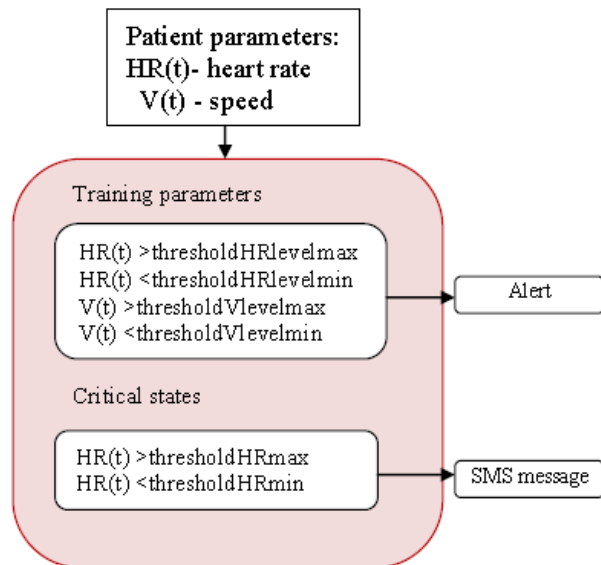 Patient parameters:
HR(t)- heart rate
V(t) - speed
Training parameters
HR(t) >thresholdHRlevelmax
HR(t) <thresholdHRlevelmin
V(t) >thresholdVlevelmax
V(t) <thresholdVlevelmin
Alert
Critical states
HR(t) >thresholdHRmax
HR(t) <thresholdHRmin
SMS message